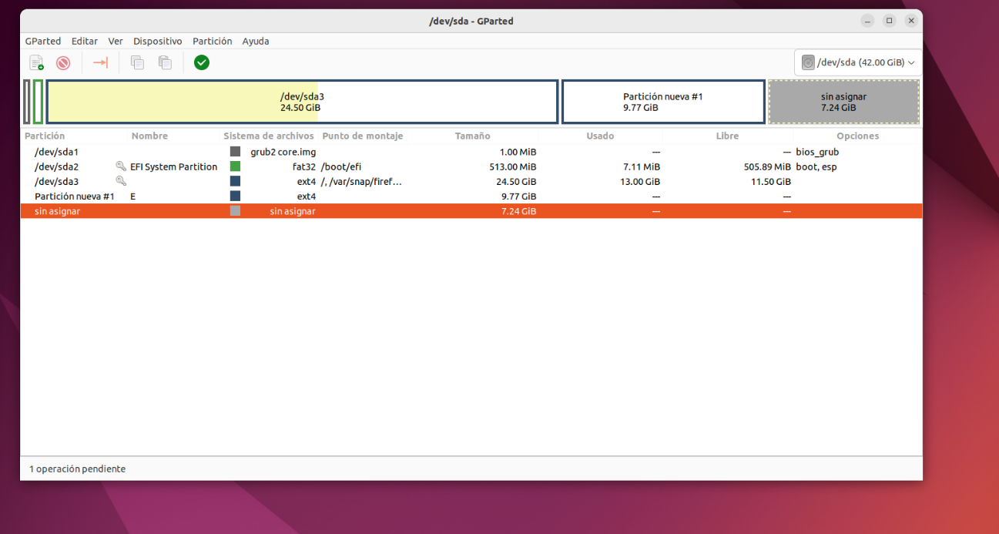 /dev/sda - GParted
GParted Editar Ver Dispositivo Partición Ayuda
/dev/sda (42.00 GiB)
/dev/sda3
24.50 GiB
Partición nueva #1
9.77 GiB
sin asignar
7.24 GiB
Partición Nombre Sistema de archivos Punto de montaje Tamaño Usado Libre Opciones
/dev/sda1 grub2 core.img 1.00 MiB --- --- bios_grub
/dev/sda2 EFI System Partition fat32 /boot/efi 513.00 MiB 7.11 MiB 505.89 MiB boot, esp
/dev/sda3 ext4 /, /var/snap/firef... 24.50 GiB 13.00 GiB 11.50 GiB
Partición nueva #1 E ext4 9.77 GiB --- ---
sin asignar sin asignar 7.24 GiB --- ---
1 operación pendiente